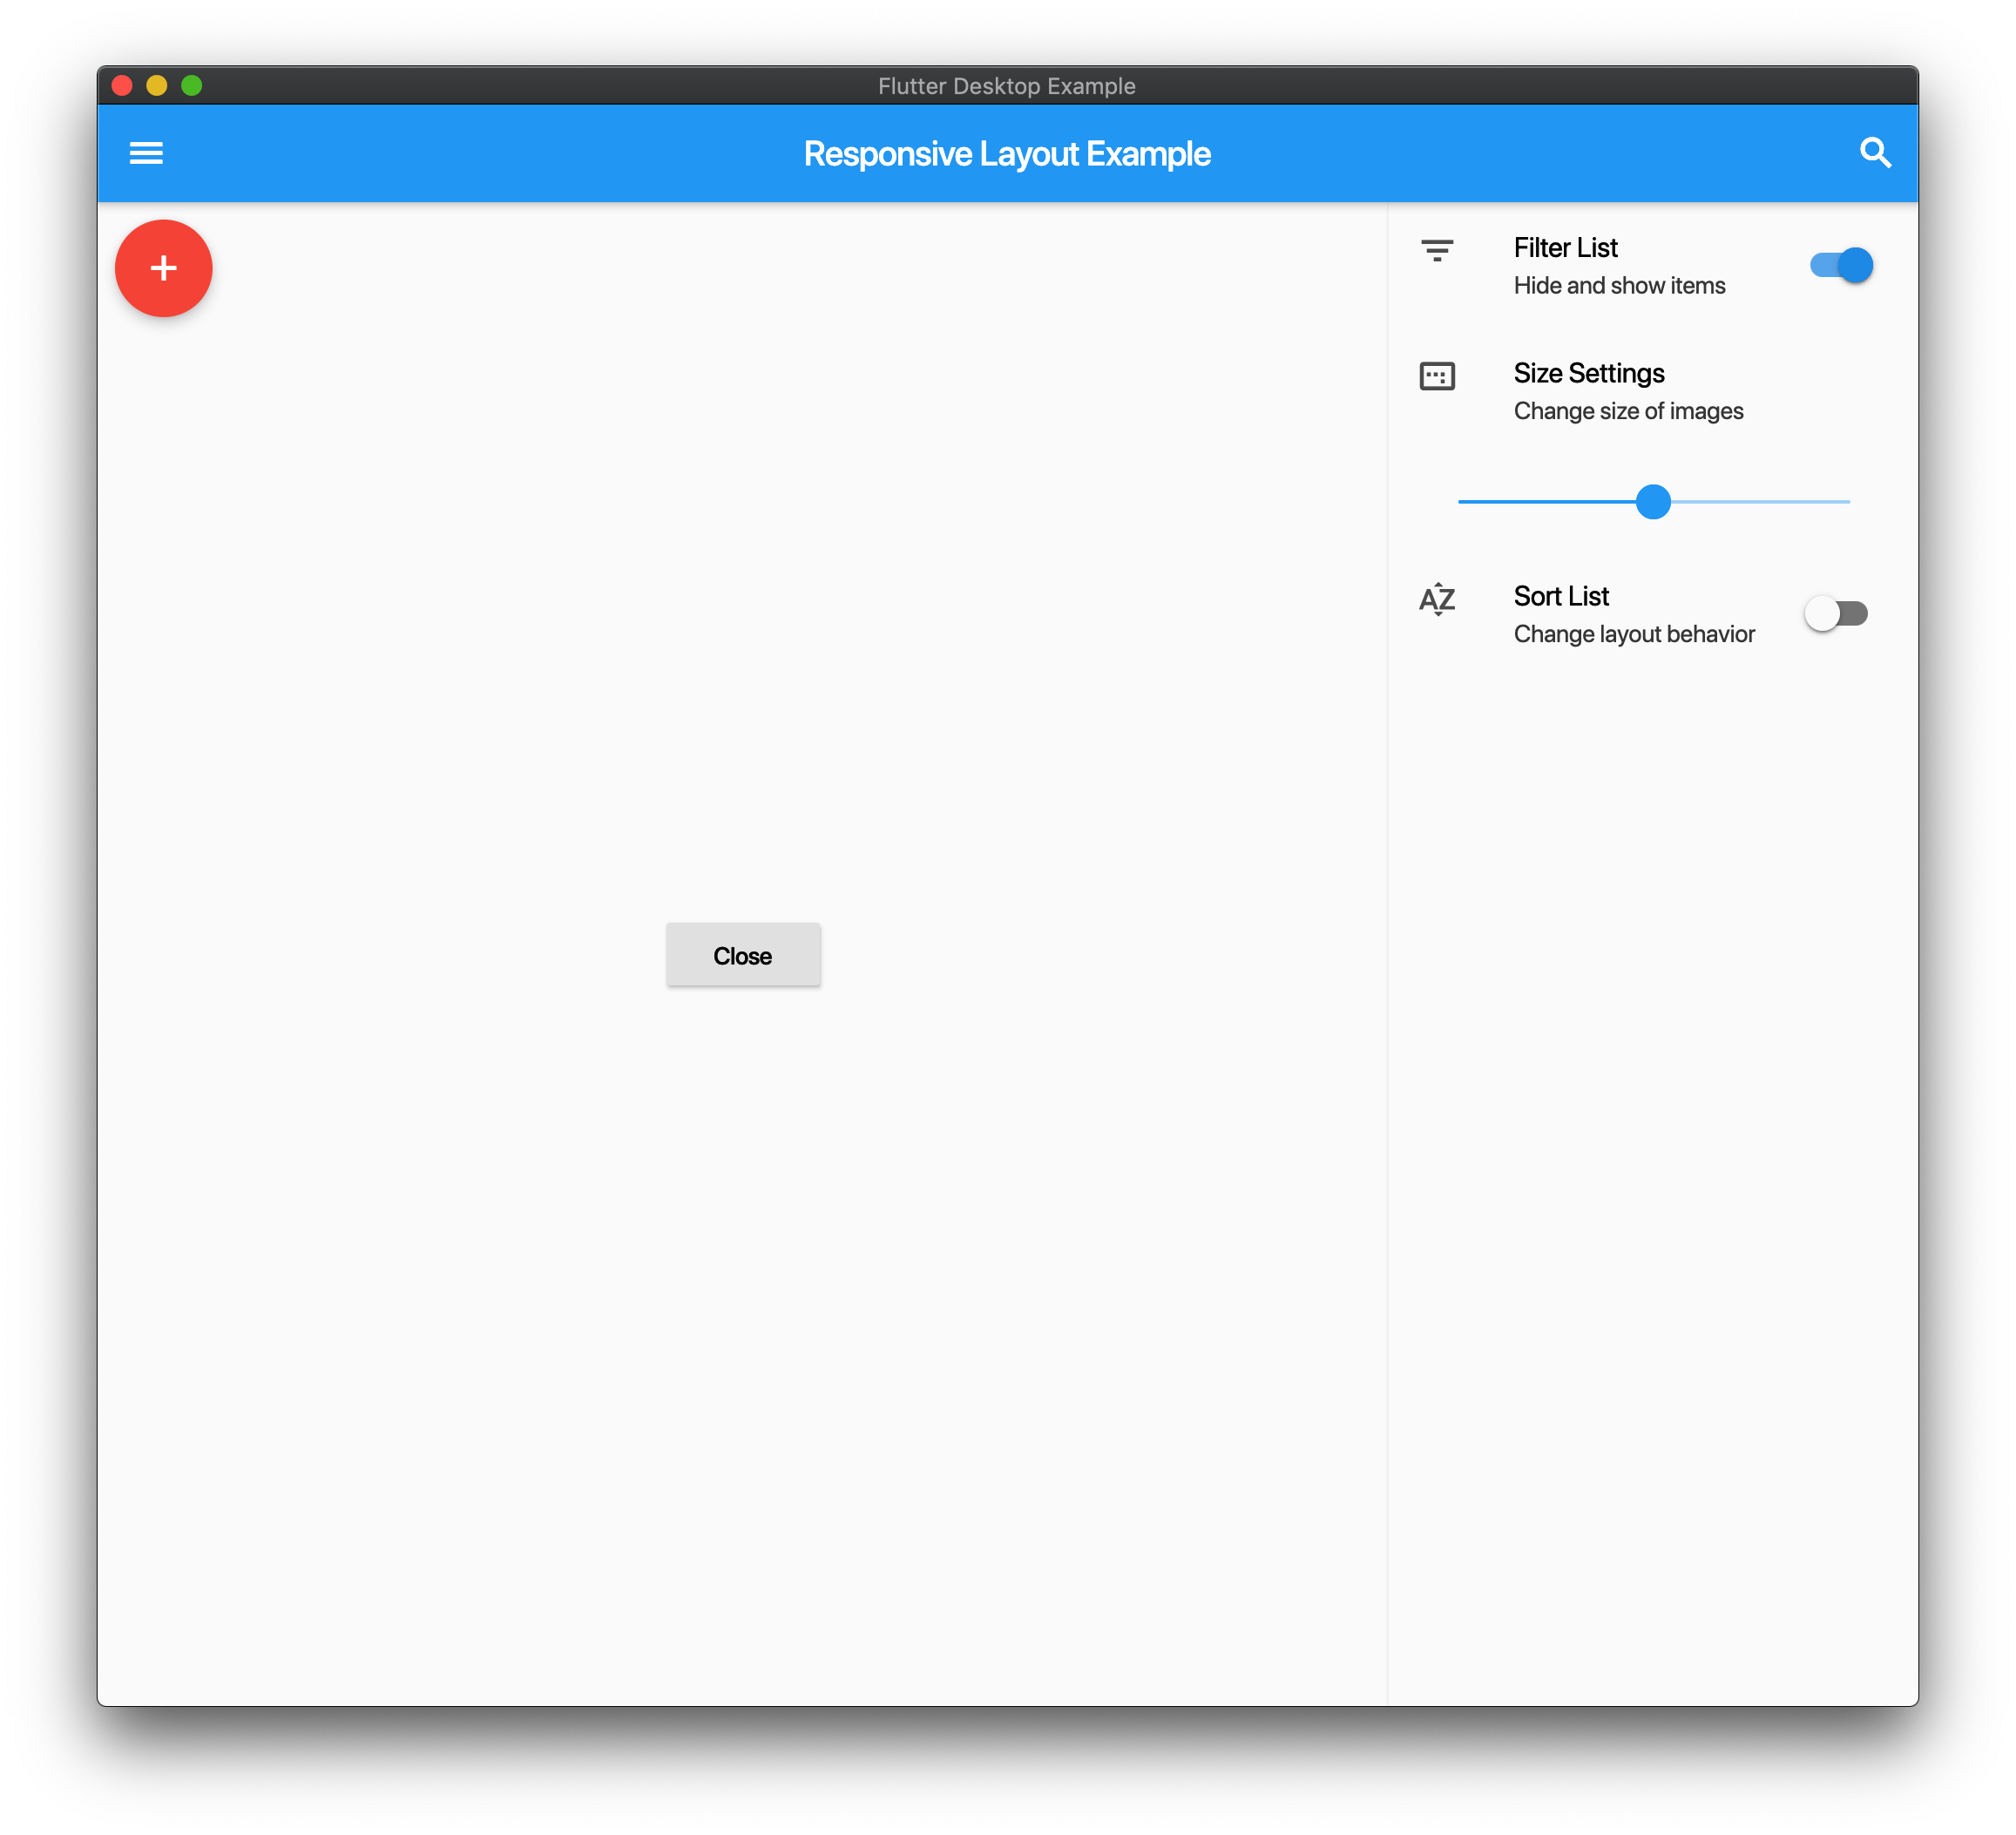 Flutter Desktop Example
Responsive Layout Example
Filter List
Hide and show items
Size Settings
Change size of images
AZ
Sort List
Change layout behavior
Close